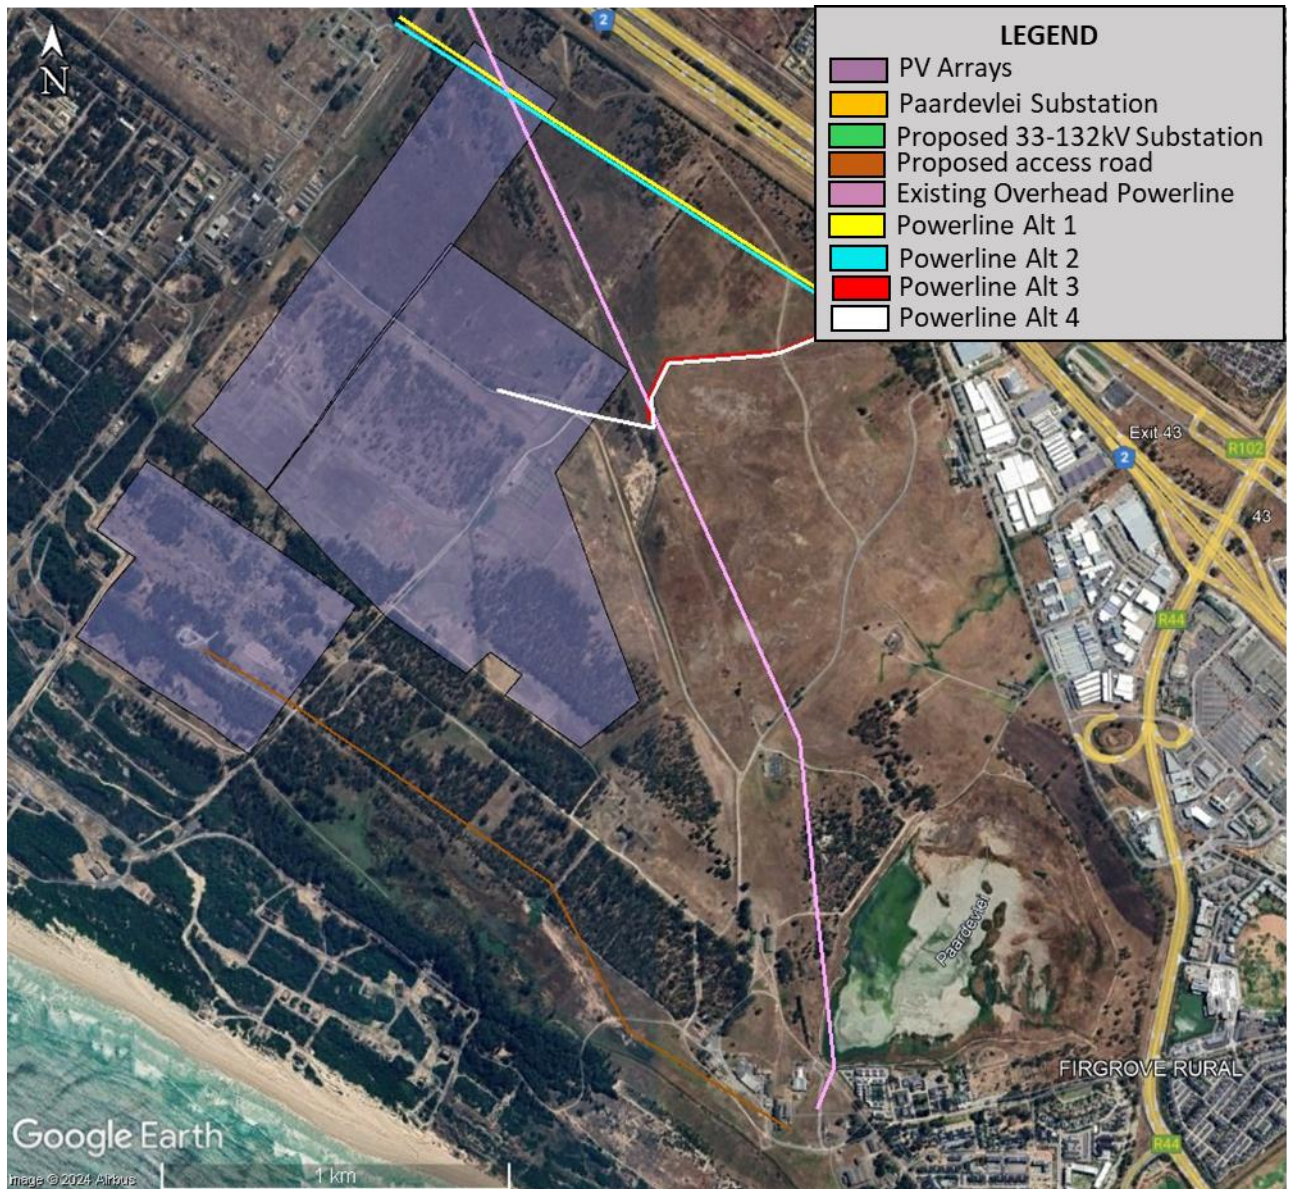 N
2
LEGEND
PV Arrays
Paardevlei Substation
Proposed 33-132kV Substation
Proposed access road
Existing Overhead Powerline
Powerline Alt 1
Powerline Alt 2
Powerline Alt 3
Powerline Alt 4
Exit 43
2
R102
43
R44
Paardevlei
FIRGROVE RURAL
R44
Google Earth
1 km
Image © 2024 Airbus